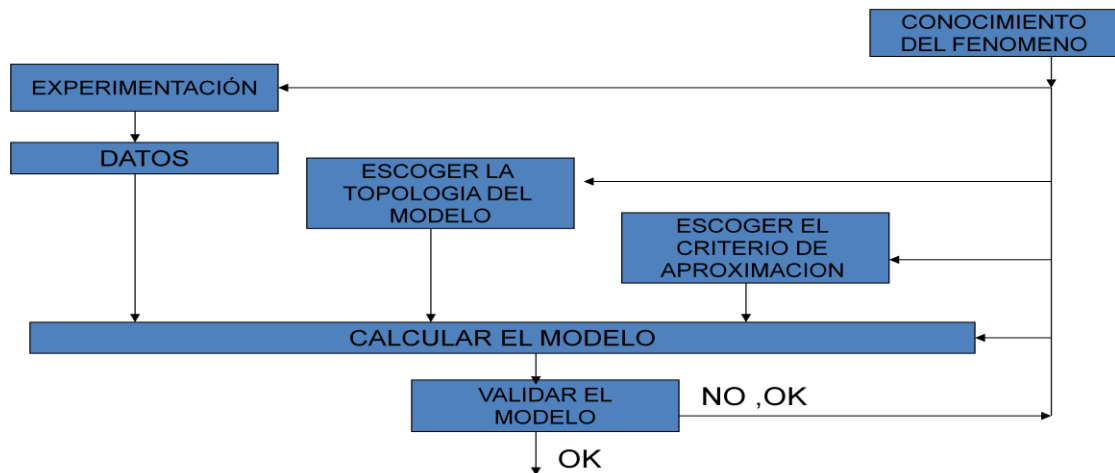 CONOCIMIENTO
DEL FENOMENO
EXPERIMENTACIÓN
DATOS
ESCOGER LA
TOPOLOGIA DEL
MODELO
ESCOGER EL
CRITERIO DE
APROXIMACION
CALCULAR EL MODELO
VALIDAR EL
MODELO
NO ,OK
OK